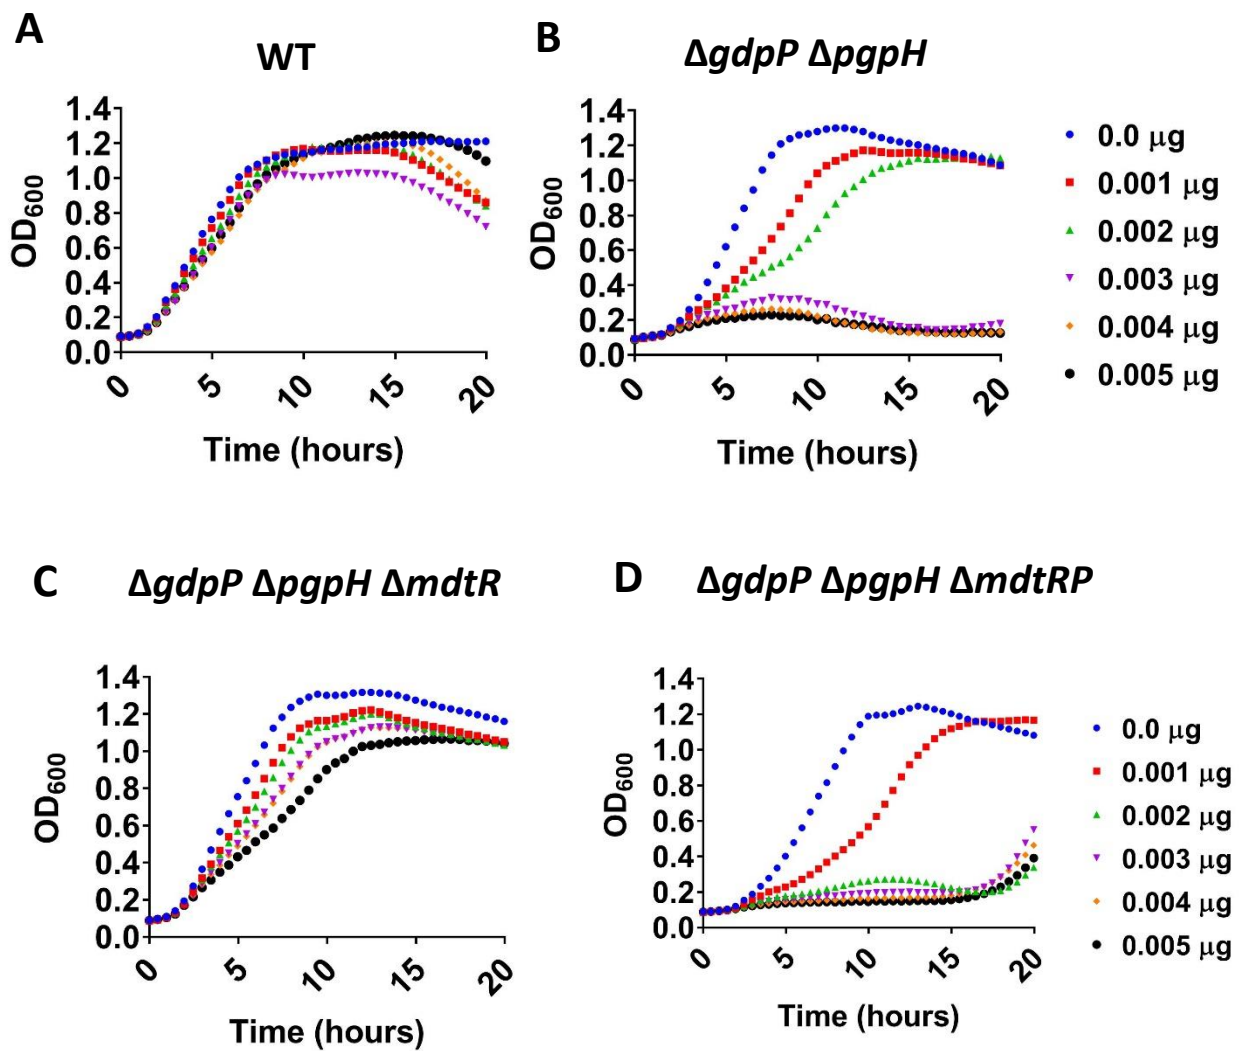 A
WT
1.4
1.2
1.0
0.8
0.6
0.4
0.2
0.0
OD600
0
5
10
15
20
Time (hours)
B
ΔgdpP ΔpgpH
1.4
1.2
1.0
0.8
0.6
0.4
0.2
0.0
OD600
0
5
10
15
20
Time (hours)
0.0 μg
0.001 μg
0.002 μg
0.003 μg
0.004 μg
0.005 μg
C
ΔgdpP ΔpgpH ΔmdtR
1.4
1.2
1.0
0.8
0.6
0.4
0.2
0.0
OD600
0
5
10
15
20
Time (hours)
D
ΔgdpP ΔpgpH ΔmdtRP
1.4
1.2
1.0
0.8
0.6
0.4
0.2
0.0
OD600
0
5
10
15
20
Time (hours)
0.0 μg
0.001 μg
0.002 μg
0.003 μg
0.004 μg
0.005 μg